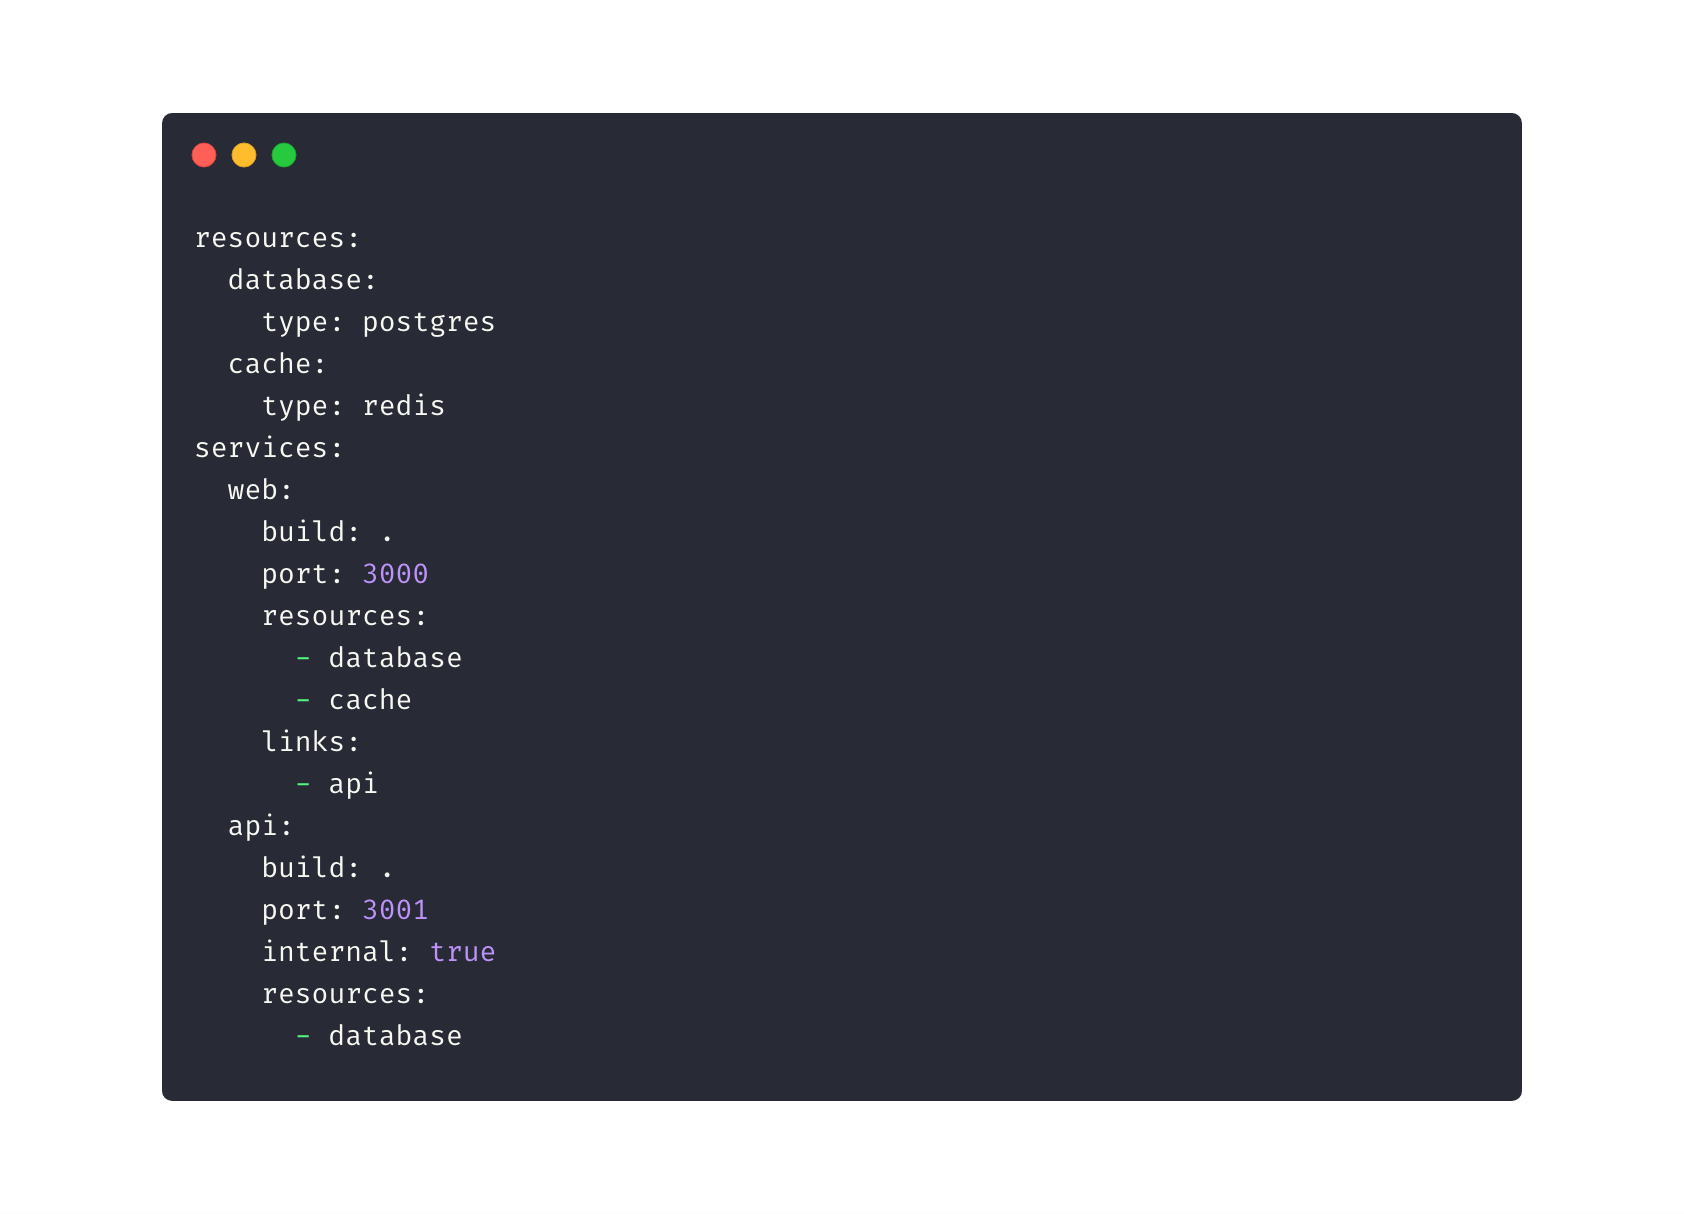 resources:
  database:
    type: postgres
  cache:
    type: redis
services:
  web:
    build: .
    port: 3000
    resources:
      - database
      - cache
    links:
      - api
  api:
    build: .
    port: 3001
    internal: true
    resources:
      - database